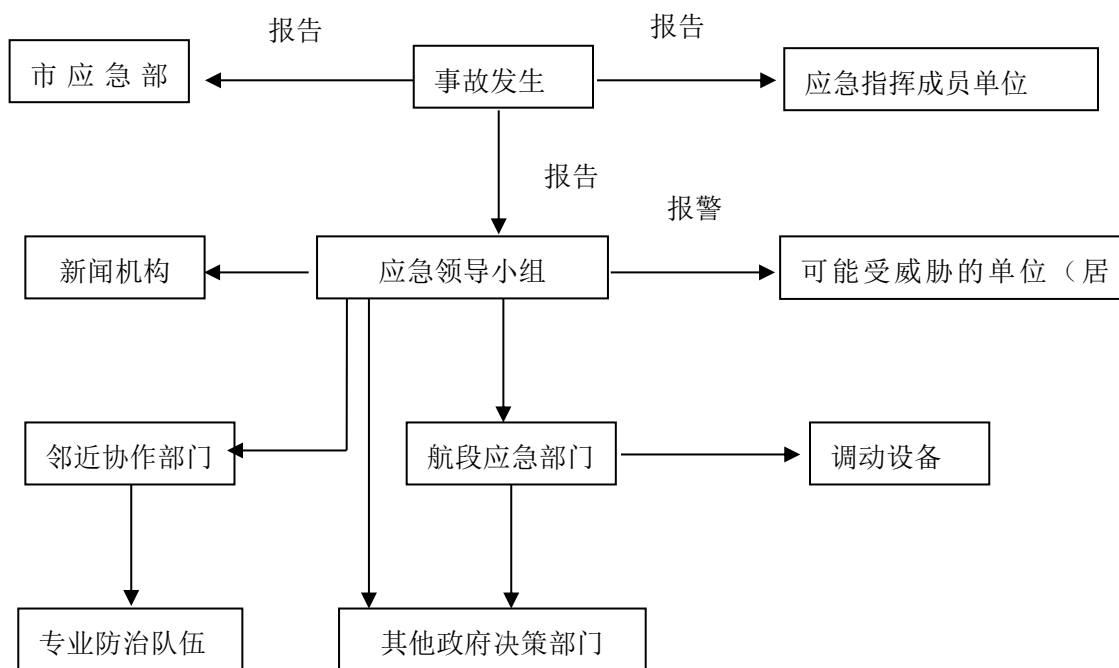 报告
报告
市应急部
事故发生
应急指挥成员单位
报告
报警
新闻机构
应急领导小组
可能受威胁的单位（居
邻近协作部门
航段应急部门
调动设备
专业防治队伍
其他政府决策部门